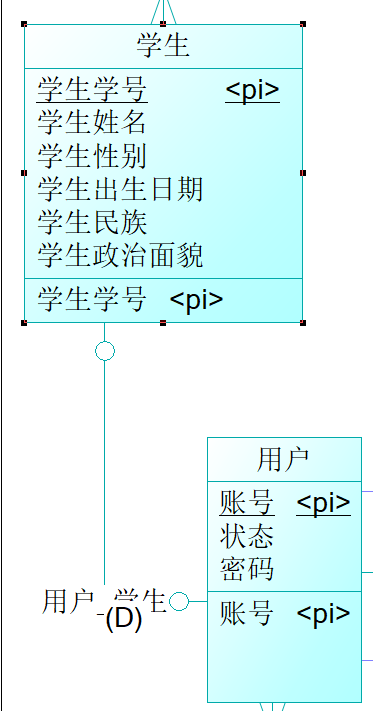 学生
学生学号 <pi>
学生姓名
学生性别
学生出生日期
学生民族
学生政治面貌
学生学号 <pi>
用户
账号 <pi>
状态
密码
用户_学生
(D)
账号 <pi>